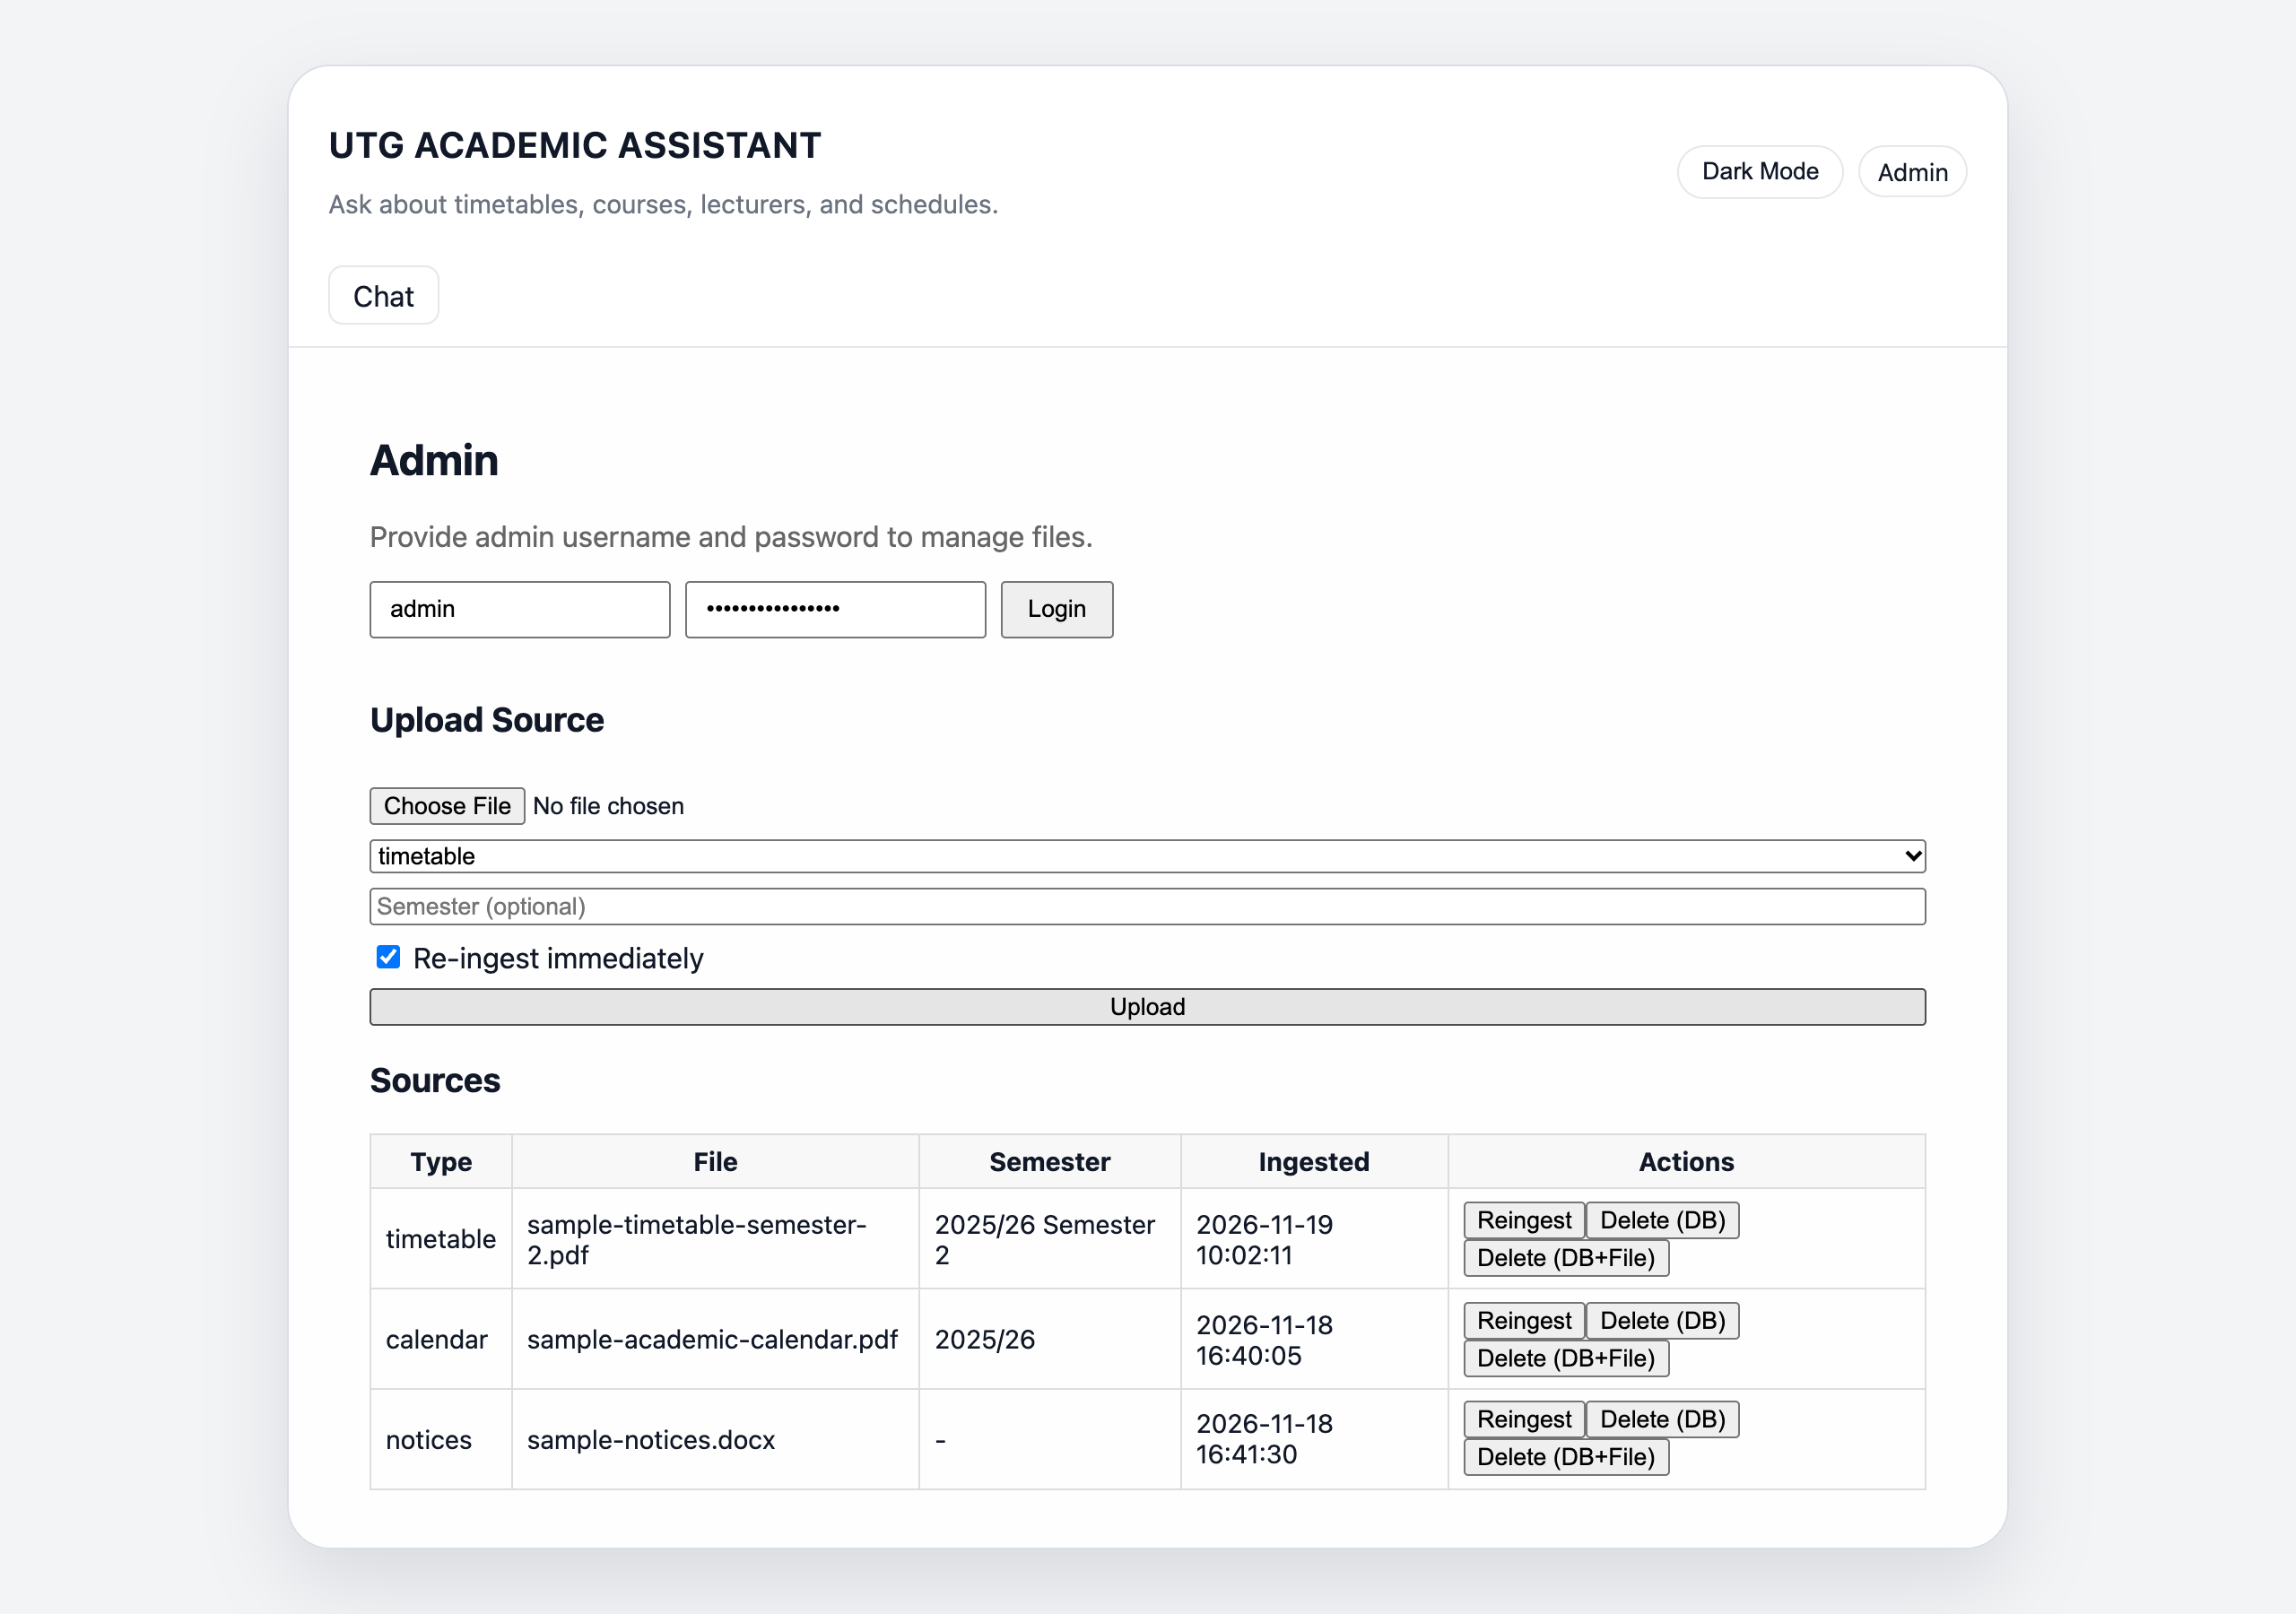 UTG ACADEMIC ASSISTANT
Ask about timetables, courses, lecturers, and schedules.
Dark Mode
Admin
Chat
Admin
Provide admin username and password to manage files.
admin
••••••••••••••••
Login
Upload Source
Choose File No file chosen
timetable
Semester (optional)
Re-ingest immediately
Upload
Sources
Type File Semester Ingested Actions
timetable
sample-timetable-semester-
2.pdf
2025/26 Semester
2
2026-11-19
10:02:11
Reingest Delete (DB)
Delete (DB+File)
calendar
sample-academic-calendar.pdf
2025/26
2026-11-18
16:40:05
Reingest Delete (DB)
Delete (DB+File)
notices
sample-notices.docx
-
2026-11-18
16:41:30
Reingest Delete (DB)
Delete (DB+File)